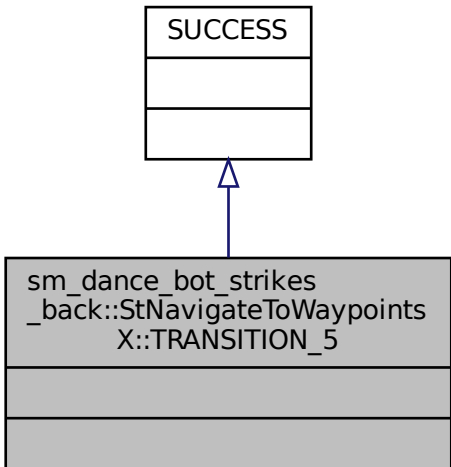 SUCCESS
sm_dance_bot_strikes
_back::StNavigateToWaypoints
X::TRANSITION_5